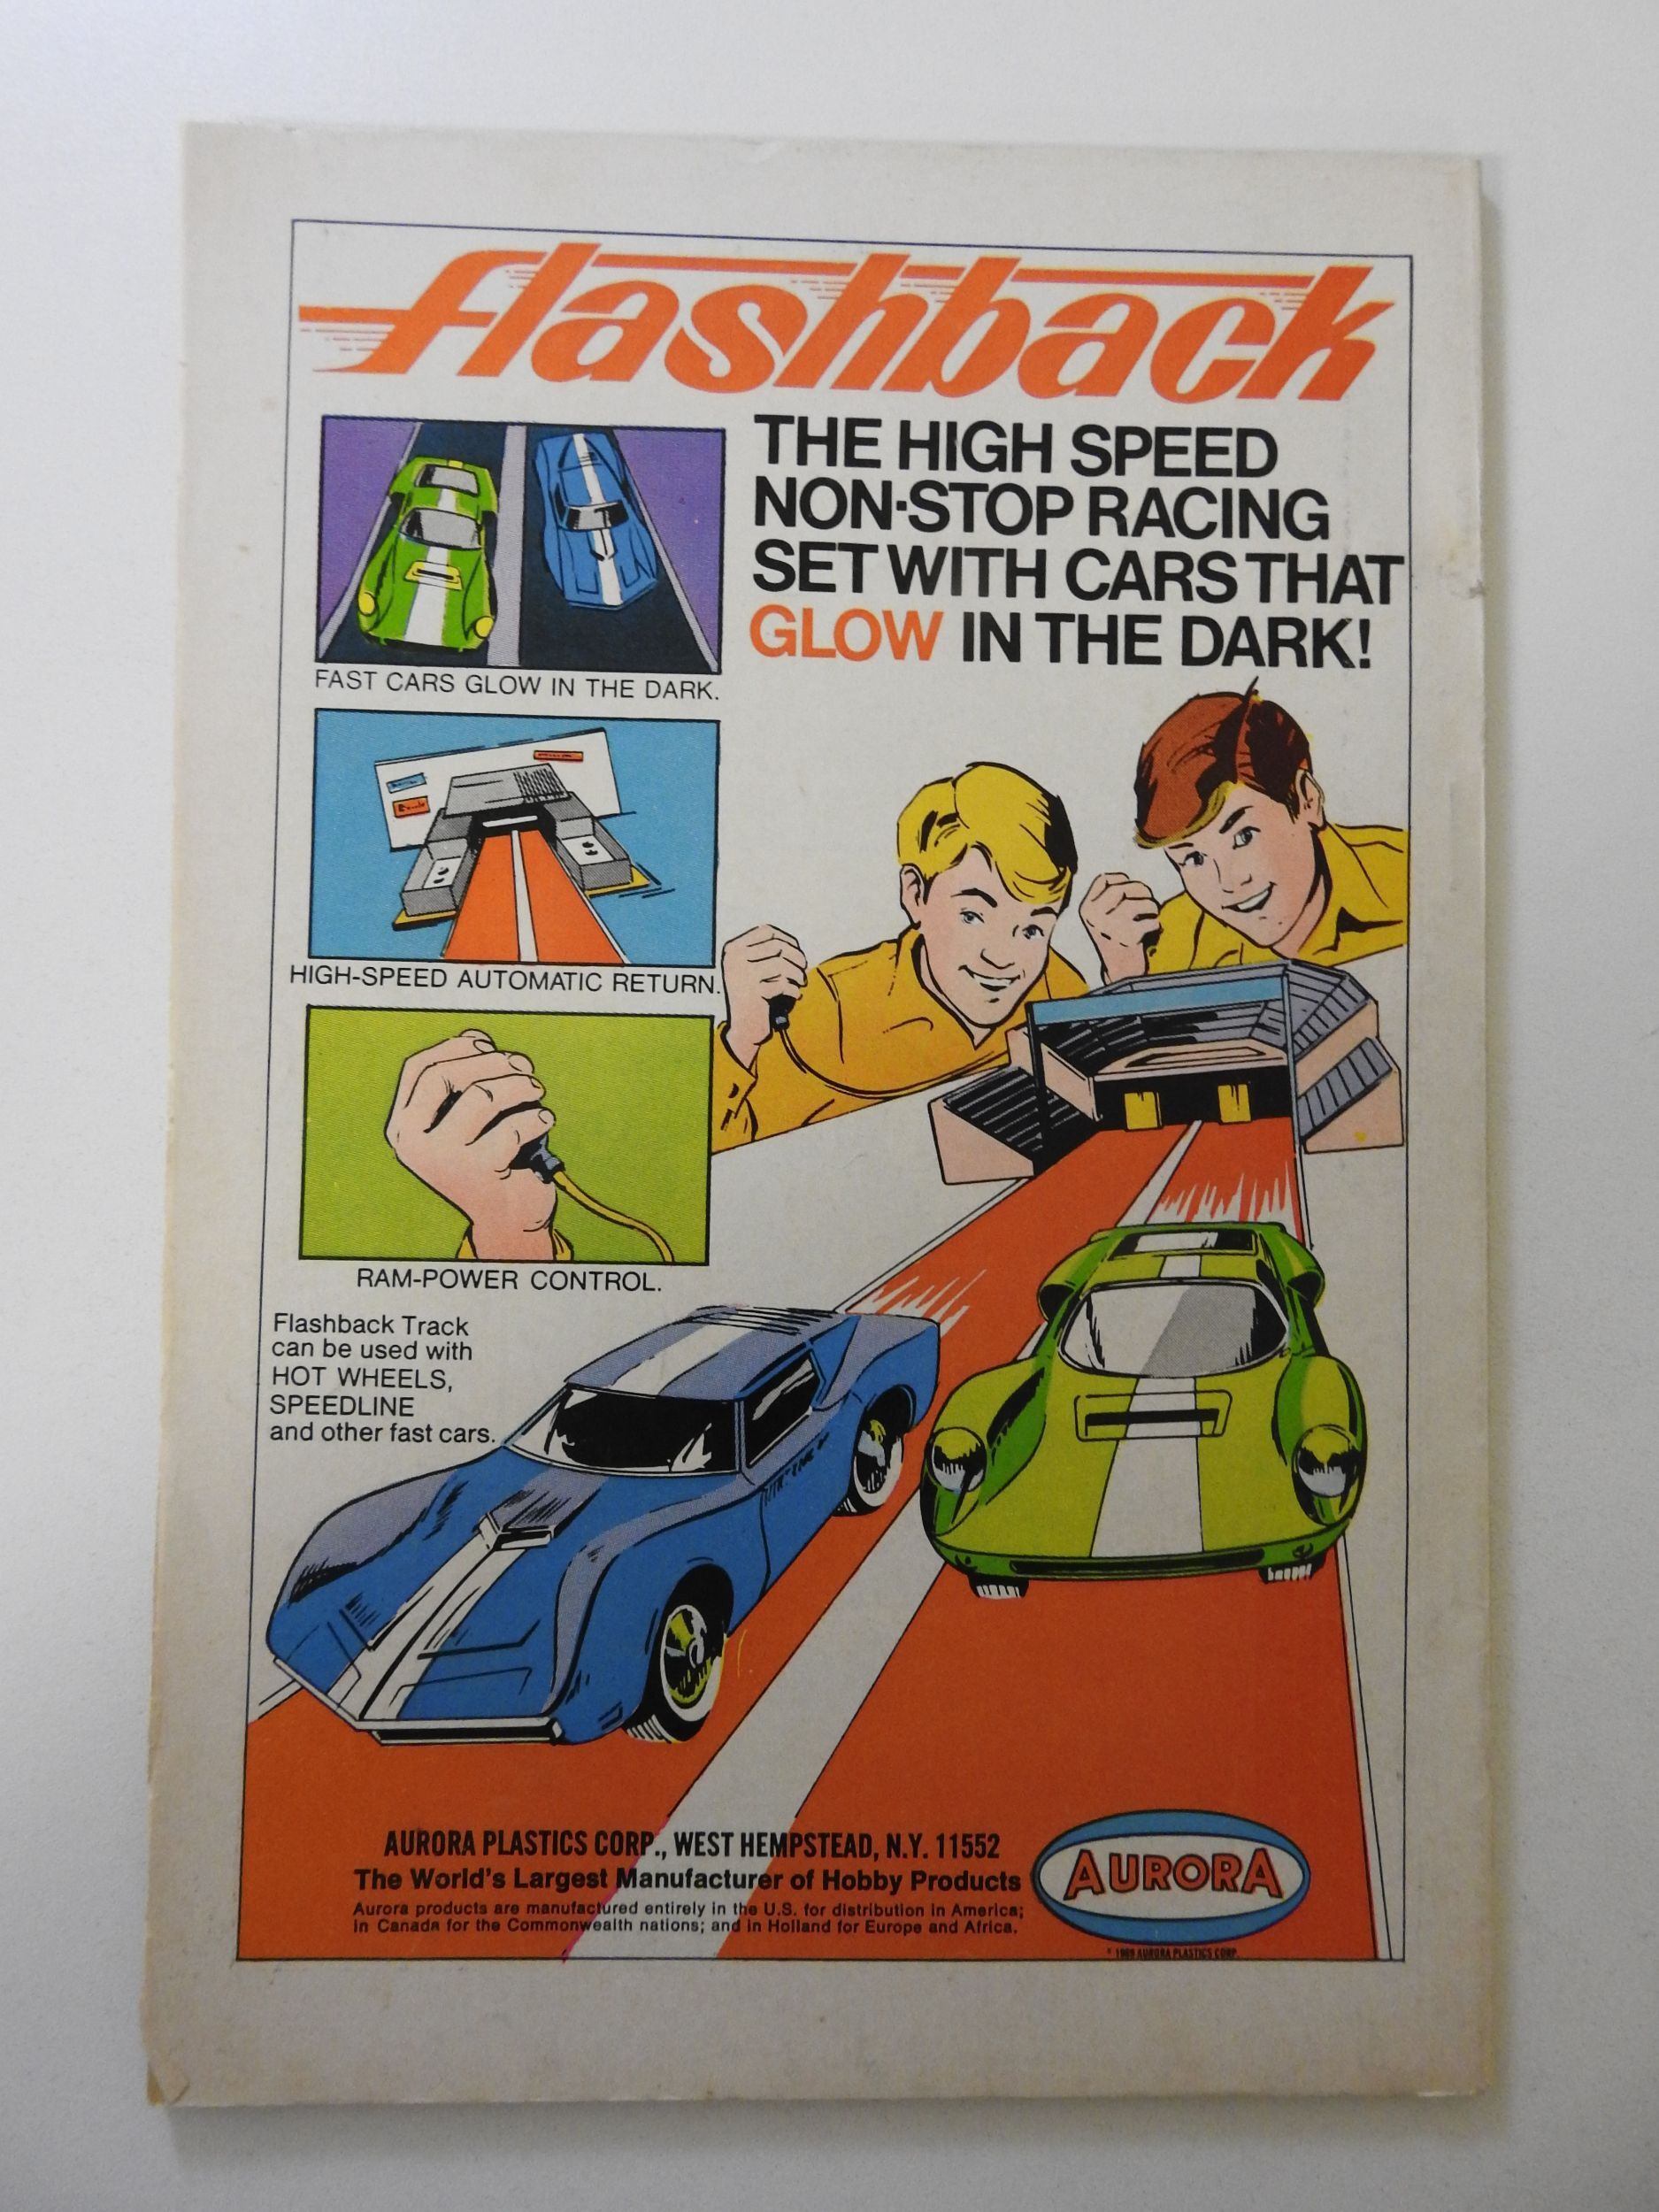 flashback
THE HIGH SPEED
NON-STOP RACING
SET WITH CARS THAT
GLOW IN THE DARK!
FAST CARS GLOW IN THE DARK.
HIGH-SPEED AUTOMATIC RETURN.
RAM-POWER CONTROL.
Flashback Track
can be used with
HOT WHEELS,
SPEEDLINE
and other fast cars.
AURORA PLASTICS CORP., WEST HEMPSTEAD, N.Y. 11552
The World's Largest Manufacturer of Hobby Products
Aurora products are manufactured entirely in the U.S. for distribution in America;
in Canada for the Commonwealth nations; and in Holland for Europe and Africa.
AURORA
© 1969 AURORA PLASTICS CORP.